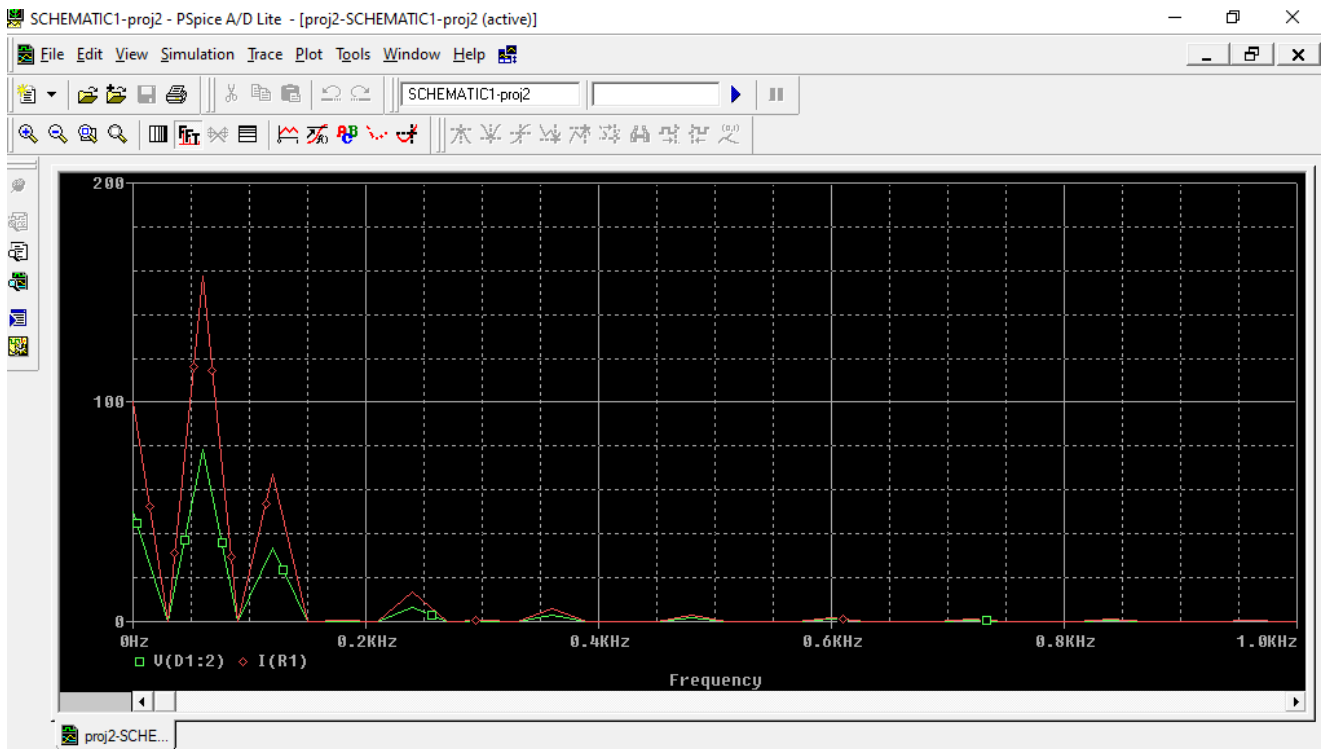 SCHEMATIC1-proj2 - PSpice A/D Lite - [proj2-SCHEMATIC1-proj2 (active)]
File Edit View Simulation Trace Plot Tools Window Help
SCHEMATIC1-proj2
200
100
0
0Hz 0.2KHz 0.4KHz 0.6KHz 0.8KHz 1.0KHz
V(D1:2) I(R1)
Frequency
proj2-SCHE...